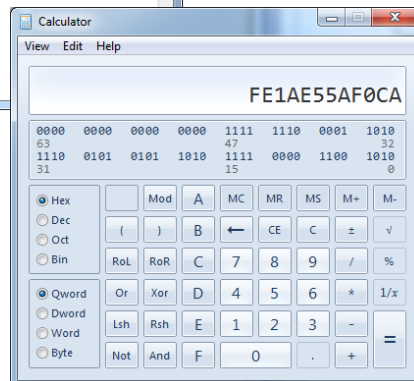 Calculator
View Edit Help
FE1AE55AF0CA
0000 0000 0000 0000 1111 1110 0001 1010
63 47 32
1110 0101 0101 1010 1111 0000 1100 1010
31 15 0
Hex Mod A MC MR MS M+ M-
Dec ( ) B ← CE C ± √
Oct
Bin RoL RoR C 7 8 9 / %
Qword Or Xor D 4 5 6 * 1/x
Dword
Word Lsh Rsh E 1 2 3 - =
Byte Not And F 0 . +